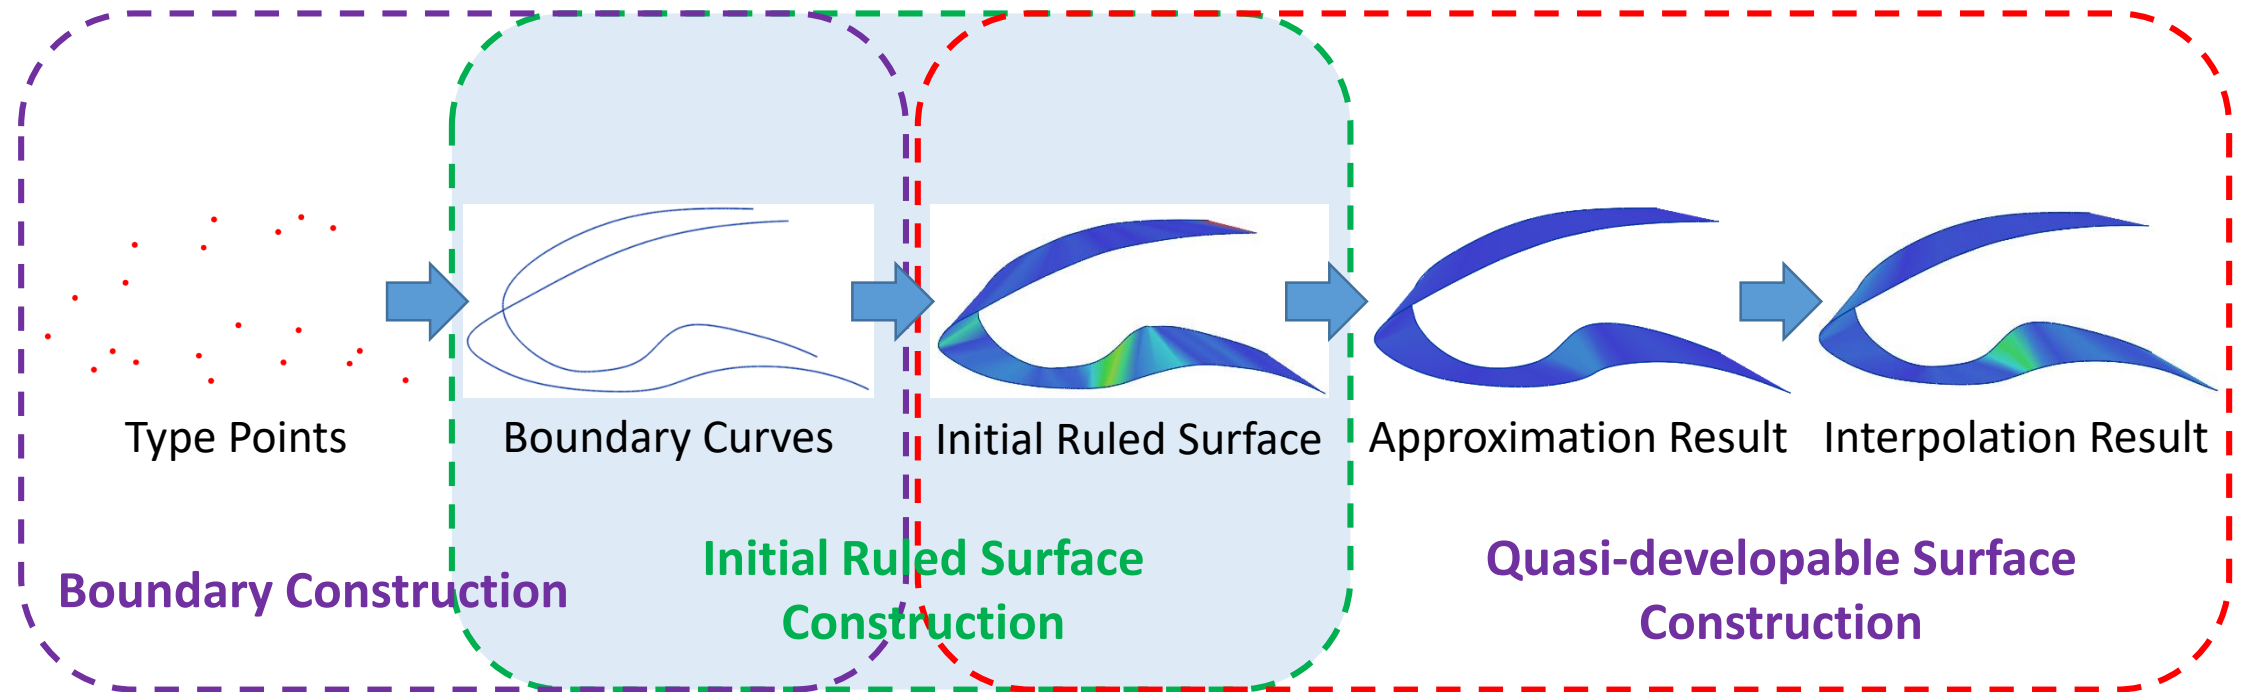 Type Points
Boundary Curves
Initial Ruled Surface
Approximation Result
Interpolation Result
Boundary Construction
Initial Ruled Surface
Construction
Quasi-developable Surface
Construction